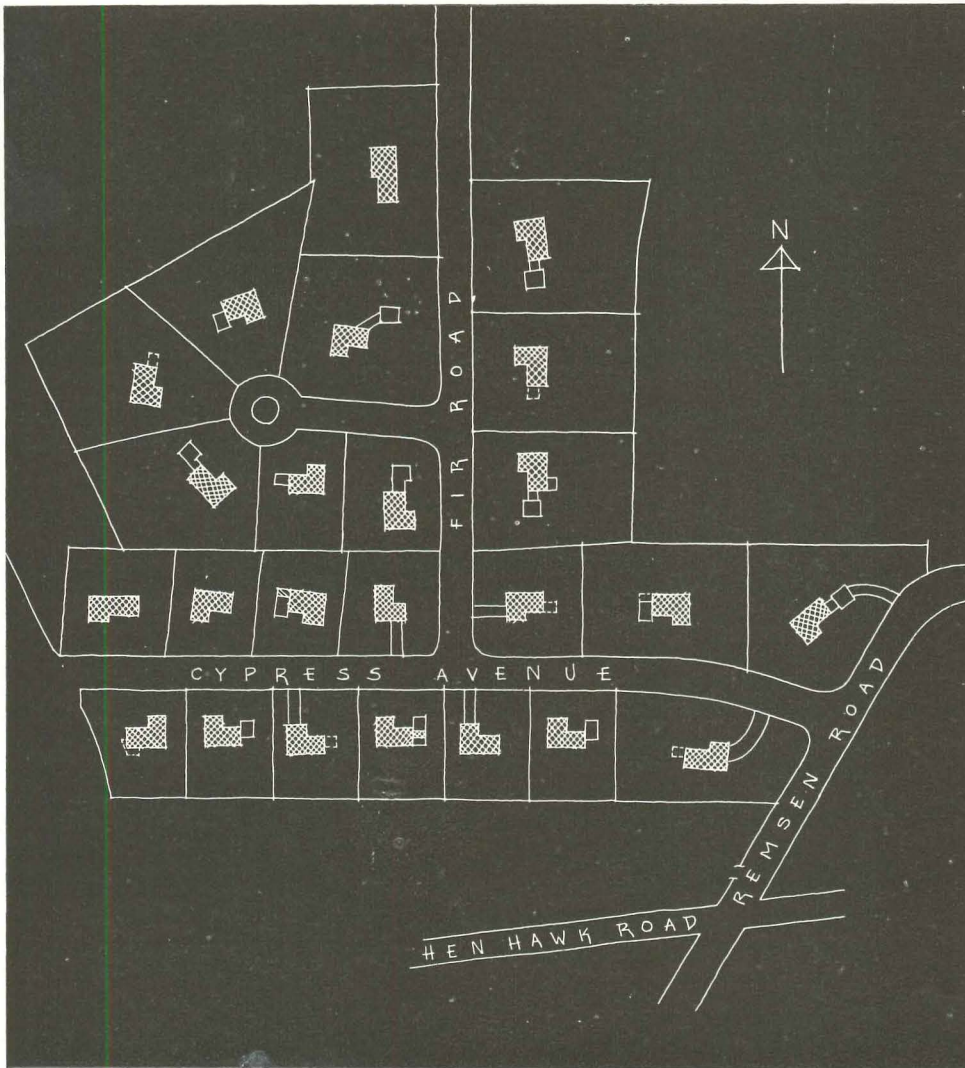 N
FIR ROAD
CYPRESS AVENUE
REMSEN ROAD
HEN HAWK ROAD